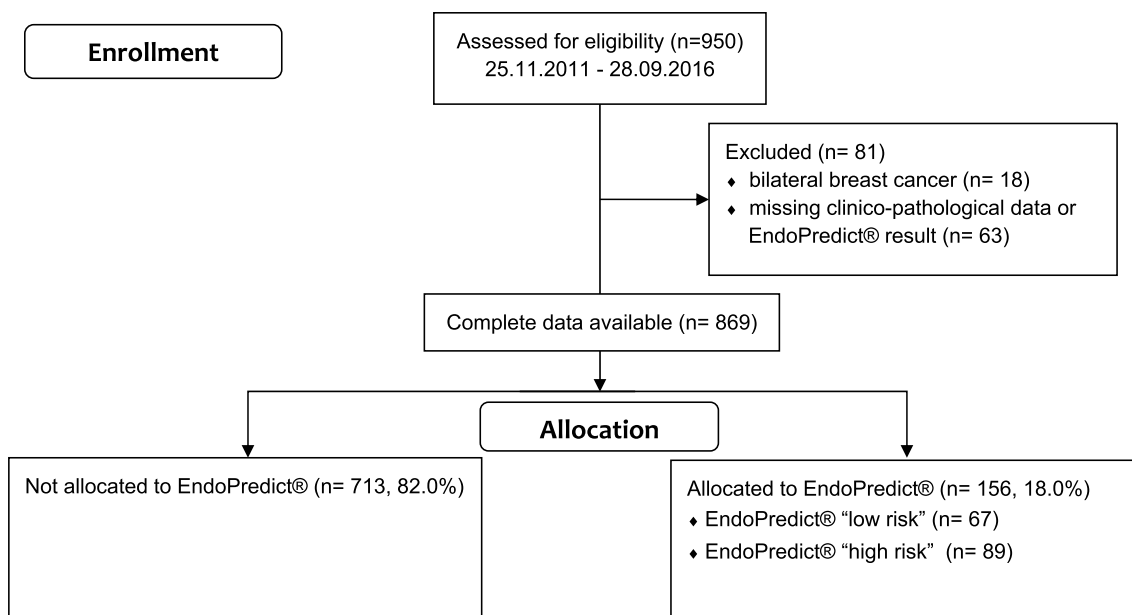 Enrollment
Assessed for eligibility (n=950)
25.11.2011 - 28.09.2016
Excluded (n= 81)
♦ bilateral breast cancer (n= 18)
♦ missing clinico-pathological data or
EndoPredict® result (n= 63)
Complete data available (n= 869)
Allocation
Not allocated to EndoPredict® (n= 713, 82.0%)
Allocated to EndoPredict® (n= 156, 18.0%)
♦ EndoPredict® “low risk” (n= 67)
♦ EndoPredict® “high risk” (n= 89)